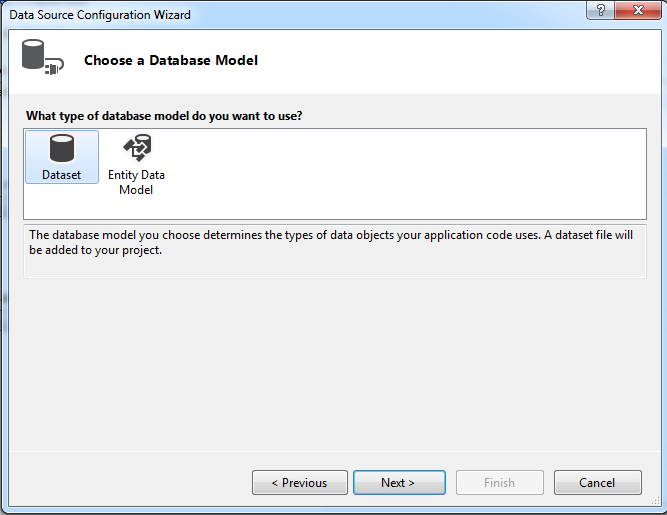 Data Source Configuration Wizard
?
Choose a Database Model
What type of database model do you want to use?
Dataset
Entity Data
Model
The database model you choose determines the types of data objects your application code uses. A dataset file will
be added to your project.
< Previous
Next >
Finish
Cancel